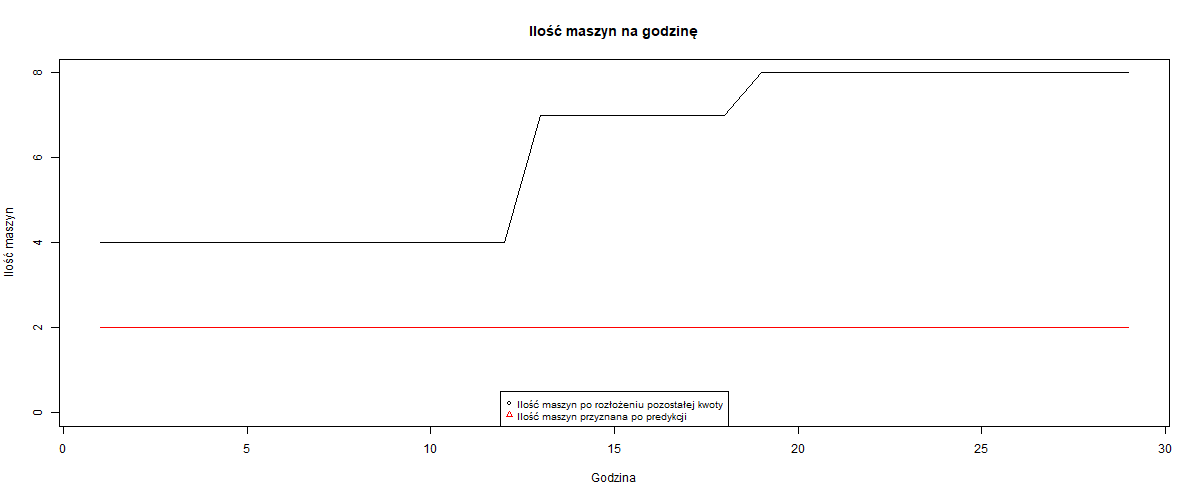 Ilość maszyn na godzinę
Ilość maszyn
8
6
4
2
0
Ilość maszyn po rozłożeniu pozostałej kwoty
Ilość maszyn przyznana po predykcji
0 5 10 15 20 25 30
Godzina